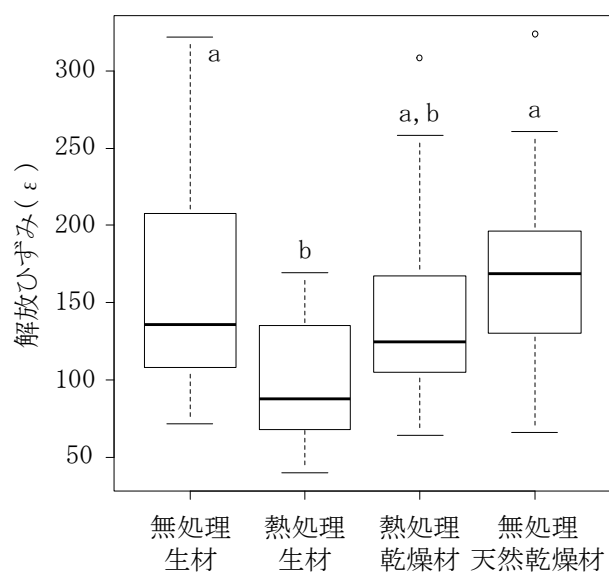 300
250
200
150
100
50
解放ひずみ(ε)
a
b
a,b
a
無処理
生材
熱処理
生材
熱処理
乾燥材
無処理
天然乾燥材